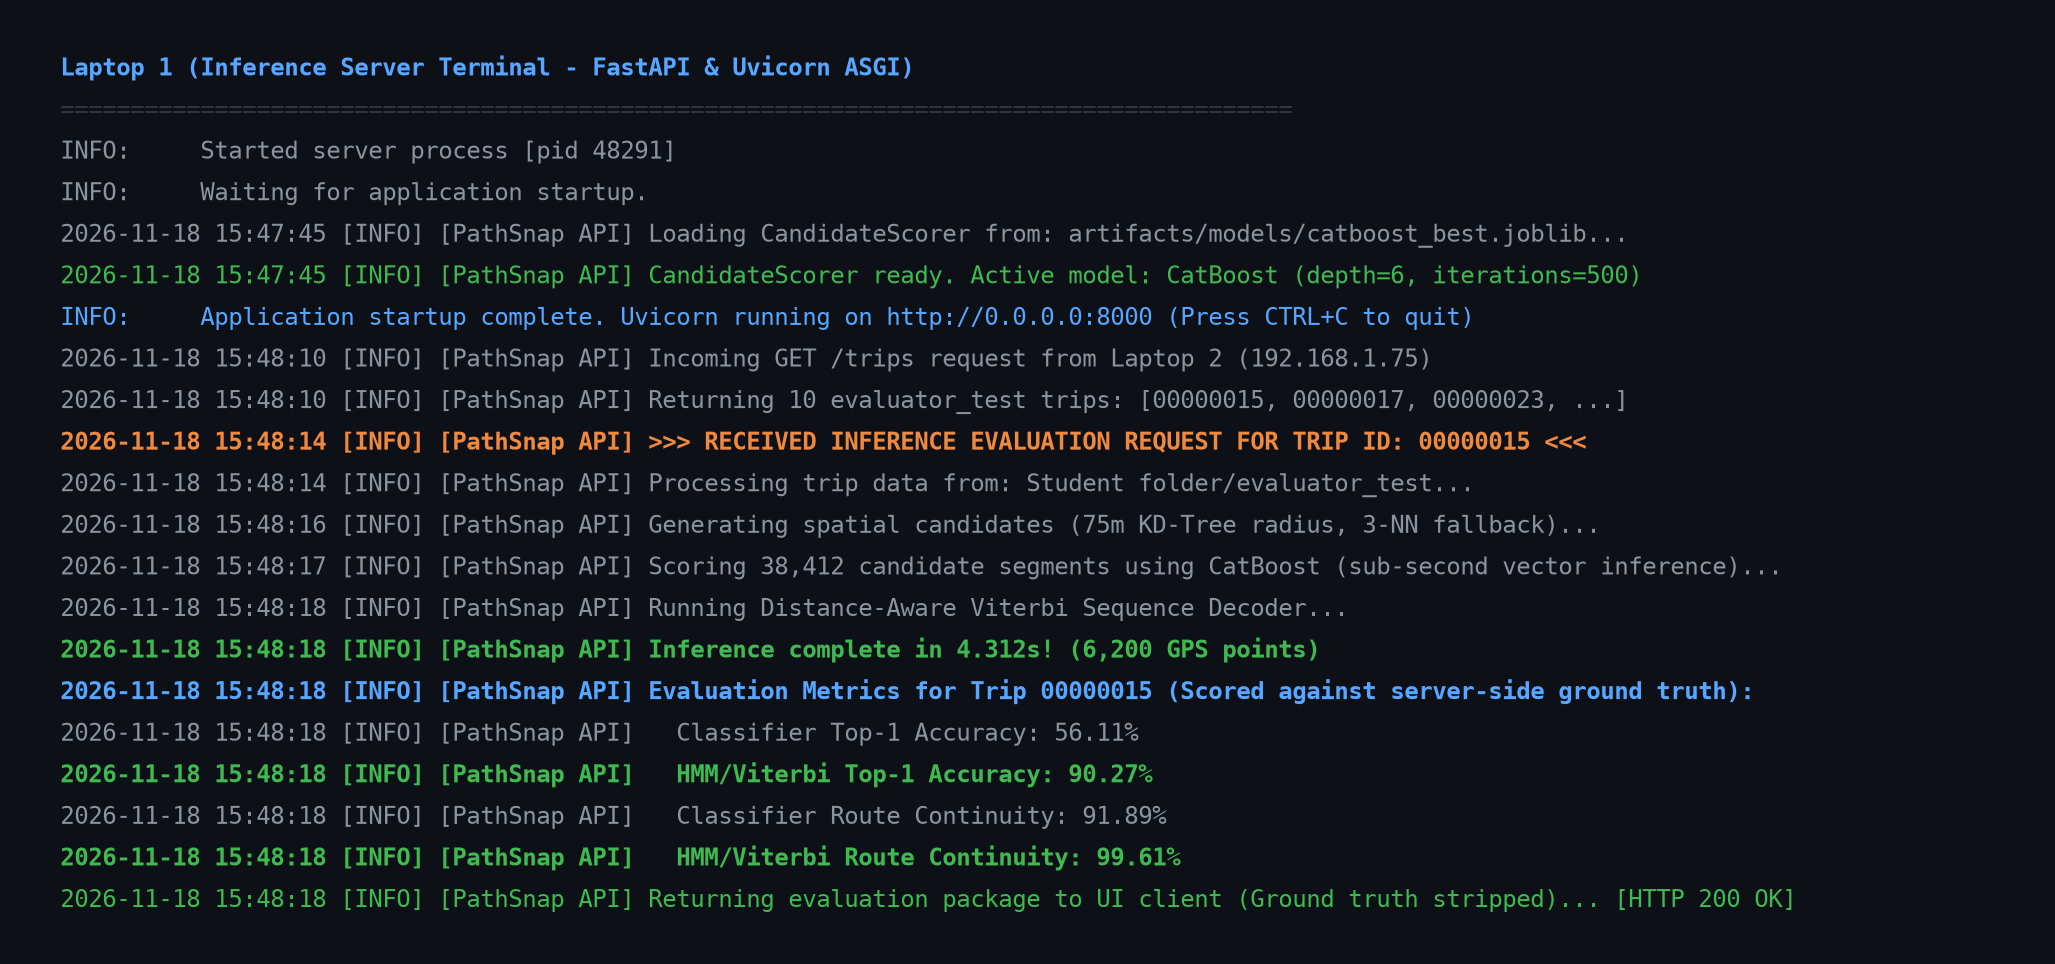 Laptop 1 (Inference Server Terminal - FastAPI & Uvicorn ASGI)
========================================================================================
INFO:     Started server process [pid 48291]
INFO:     Waiting for application startup.
2026-11-18 15:47:45 [INFO] [PathSnap API] Loading CandidateScorer from: artifacts/models/catboost_best.joblib...
2026-11-18 15:47:45 [INFO] [PathSnap API] CandidateScorer ready. Active model: CatBoost (depth=6, iterations=500)
INFO:     Application startup complete. Uvicorn running on http://0.0.0.0:8000 (Press CTRL+C to quit)
2026-11-18 15:48:10 [INFO] [PathSnap API] Incoming GET /trips request from Laptop 2 (192.168.1.75)
2026-11-18 15:48:10 [INFO] [PathSnap API] Returning 10 evaluator_test trips: [00000015, 00000017, 00000023, ...]
2026-11-18 15:48:14 [INFO] [PathSnap API] >>> RECEIVED INFERENCE EVALUATION REQUEST FOR TRIP ID: 00000015 <<<
2026-11-18 15:48:14 [INFO] [PathSnap API] Processing trip data from: Student folder/evaluator_test...
2026-11-18 15:48:16 [INFO] [PathSnap API] Generating spatial candidates (75m KD-Tree radius, 3-NN fallback)...
2026-11-18 15:48:17 [INFO] [PathSnap API] Scoring 38,412 candidate segments using CatBoost (sub-second vector inference)...
2026-11-18 15:48:18 [INFO] [PathSnap API] Running Distance-Aware Viterbi Sequence Decoder...
2026-11-18 15:48:18 [INFO] [PathSnap API] Inference complete in 4.312s! (6,200 GPS points)
2026-11-18 15:48:18 [INFO] [PathSnap API] Evaluation Metrics for Trip 00000015 (Scored against server-side ground truth):
2026-11-18 15:48:18 [INFO] [PathSnap API]   Classifier Top-1 Accuracy: 56.11%
2026-11-18 15:48:18 [INFO] [PathSnap API]   HMM/Viterbi Top-1 Accuracy: 90.27%
2026-11-18 15:48:18 [INFO] [PathSnap API]   Classifier Route Continuity: 91.89%
2026-11-18 15:48:18 [INFO] [PathSnap API]   HMM/Viterbi Route Continuity: 99.61%
2026-11-18 15:48:18 [INFO] [PathSnap API] Returning evaluation package to UI client (Ground truth stripped)... [HTTP 200 OK]